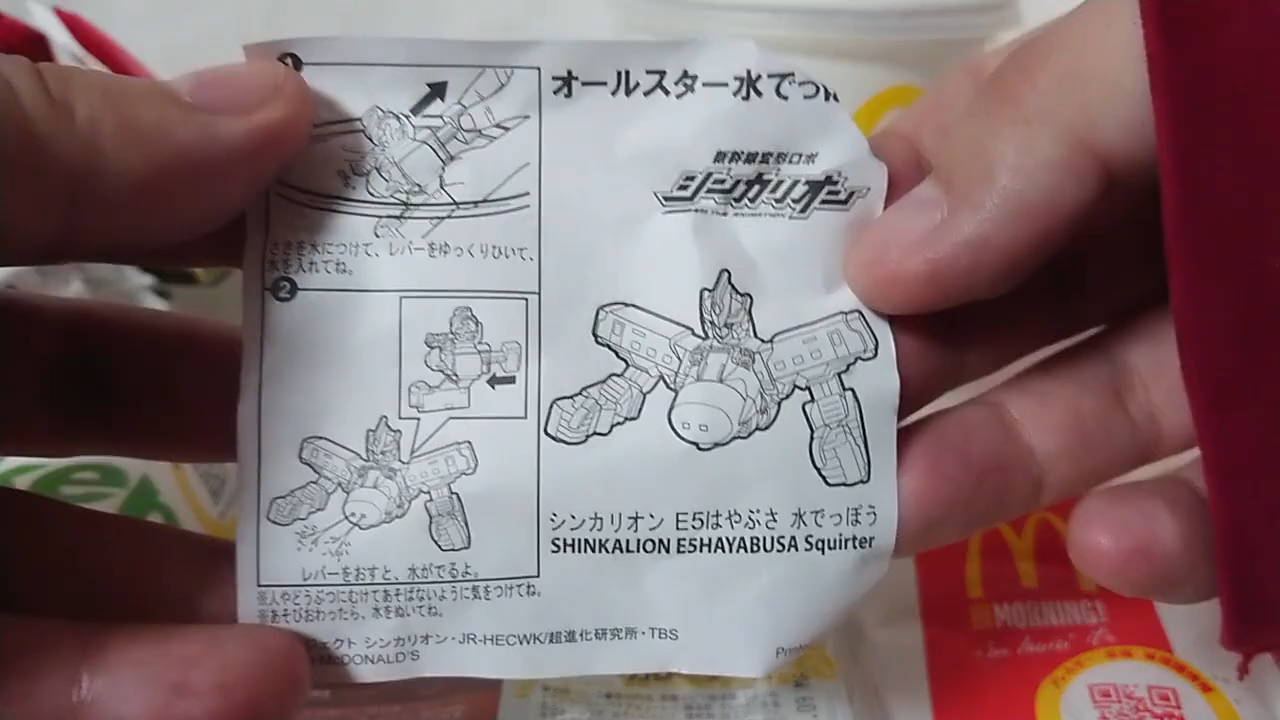 オールスター水でっ
新幹線変形ロボ
シンカリオン
THE ANIMATION
1
さきを水につけて、レバーをゆっくりひいて、
水を入れてね。
2
レバーをおすと、水がでるよ。
※人やどうぶつにむけてあそばないように気をつけてね。
※あそびおわったら、水をぬいてね。
シンカリオン E5はやぶさ 水でっぽう
SHINKALION E5HAYABUSA Squirter
ェクト シンカリオン・JR-HECWK/超進化研究所・TBS
McDONALD'S
MORNING!
i'm lovin' it